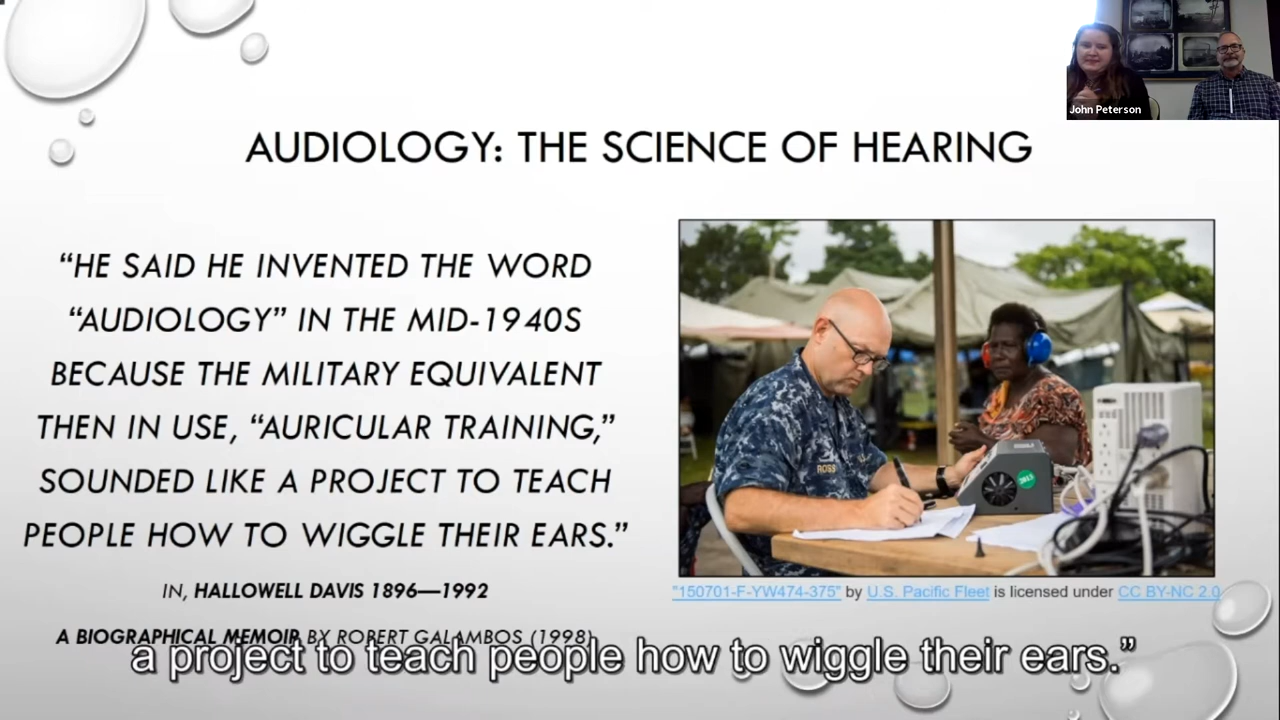 John Peterson
AUDIOLOGY: THE SCIENCE OF HEARING
“HE SAID HE INVENTED THE WORD
“AUDIOLOGY” IN THE MID-1940S
BECAUSE THE MILITARY EQUIVALENT
THEN IN USE, “AURICULAR TRAINING,”
SOUNDED LIKE A PROJECT TO TEACH
PEOPLE HOW TO WIGGLE THEIR EARS.”
IN, HALLOWELL DAVIS 1896—1992
A BIOGRAPHICAL MEMOIR BY ROBERT GALAMBOS (1998)
ROSS
2015
"150701-F-YW474-375" by U.S. Pacific Fleet is licensed under CC BY-NC 2.0
a project to teach people how to wiggle their ears.”